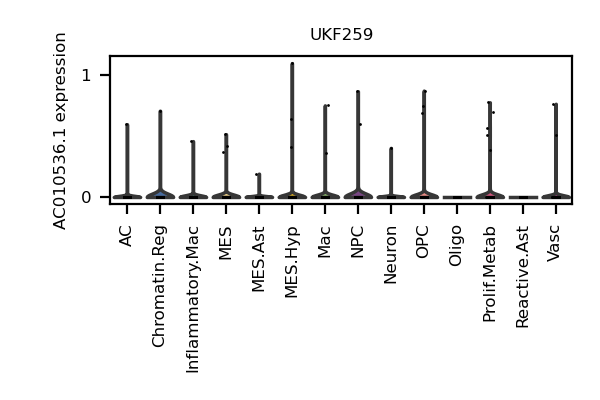 UKF259
AC010536.1 expression
1
0
AC
Chromatin.Reg
Inflammatory.Mac
MES
MES.Ast
MES.Hyp
Mac
NPC
Neuron
OPC
Oligo
Prolif.Metab
Reactive.Ast
Vasc